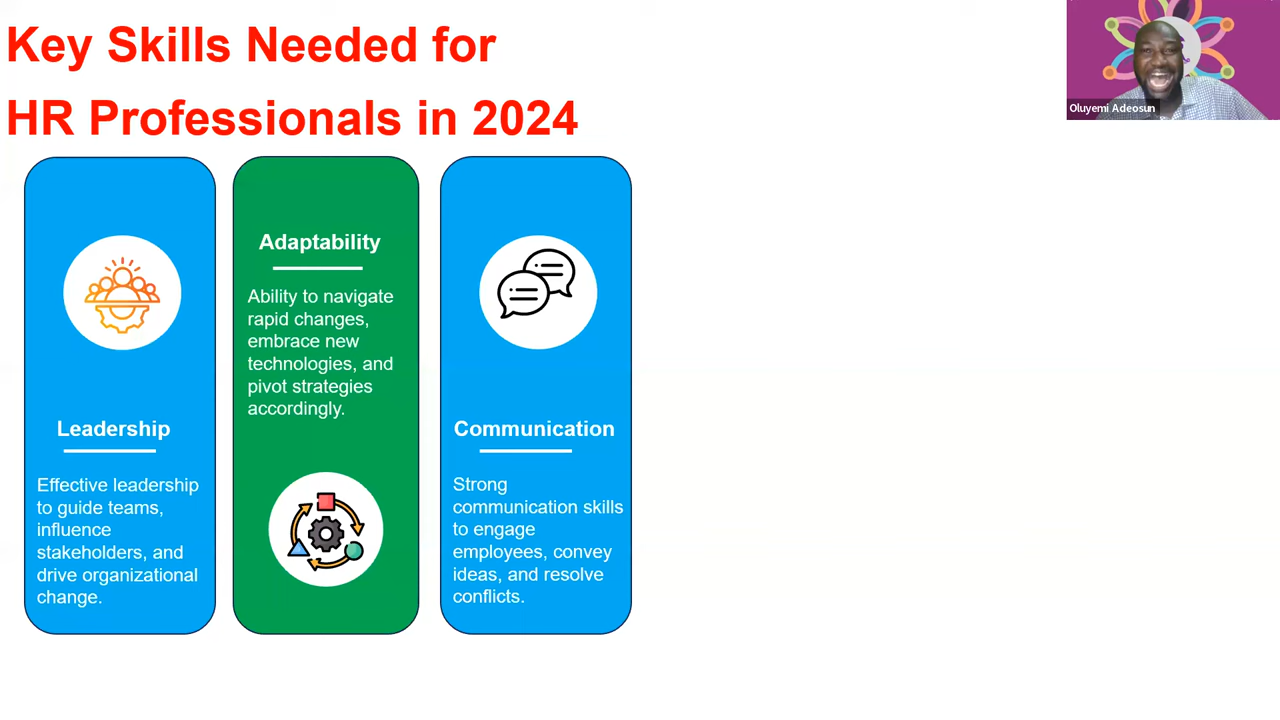 Key Skills Needed for
HR Professionals in 2024
Oluyemi Adeosun
Leadership
Effective leadership
to guide teams,
influence
stakeholders, and
drive organizational
change.
Adaptability
Ability to navigate
rapid changes,
embrace new
technologies, and
pivot strategies
accordingly.
Communication
Strong
communication skills
to engage
employees, convey
ideas, and resolve
conflicts.